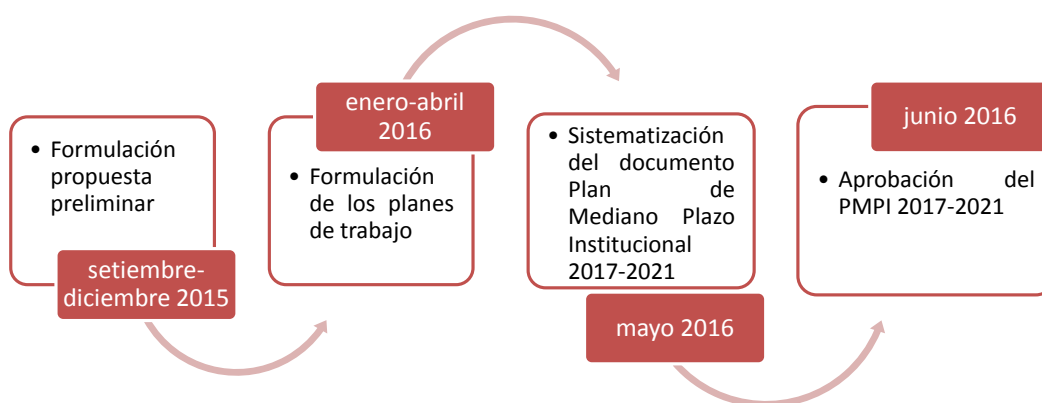 • Formulación
propuesta
preliminar
setiembre-
diciembre 2015
enero-abril
2016
• Formulación
de los planes
de trabajo
• Sistematización
del documento
Plan de
Mediano Plazo
Institucional
2017-2021
mayo 2016
junio 2016
• Aprobación del
PMPI 2017-2021